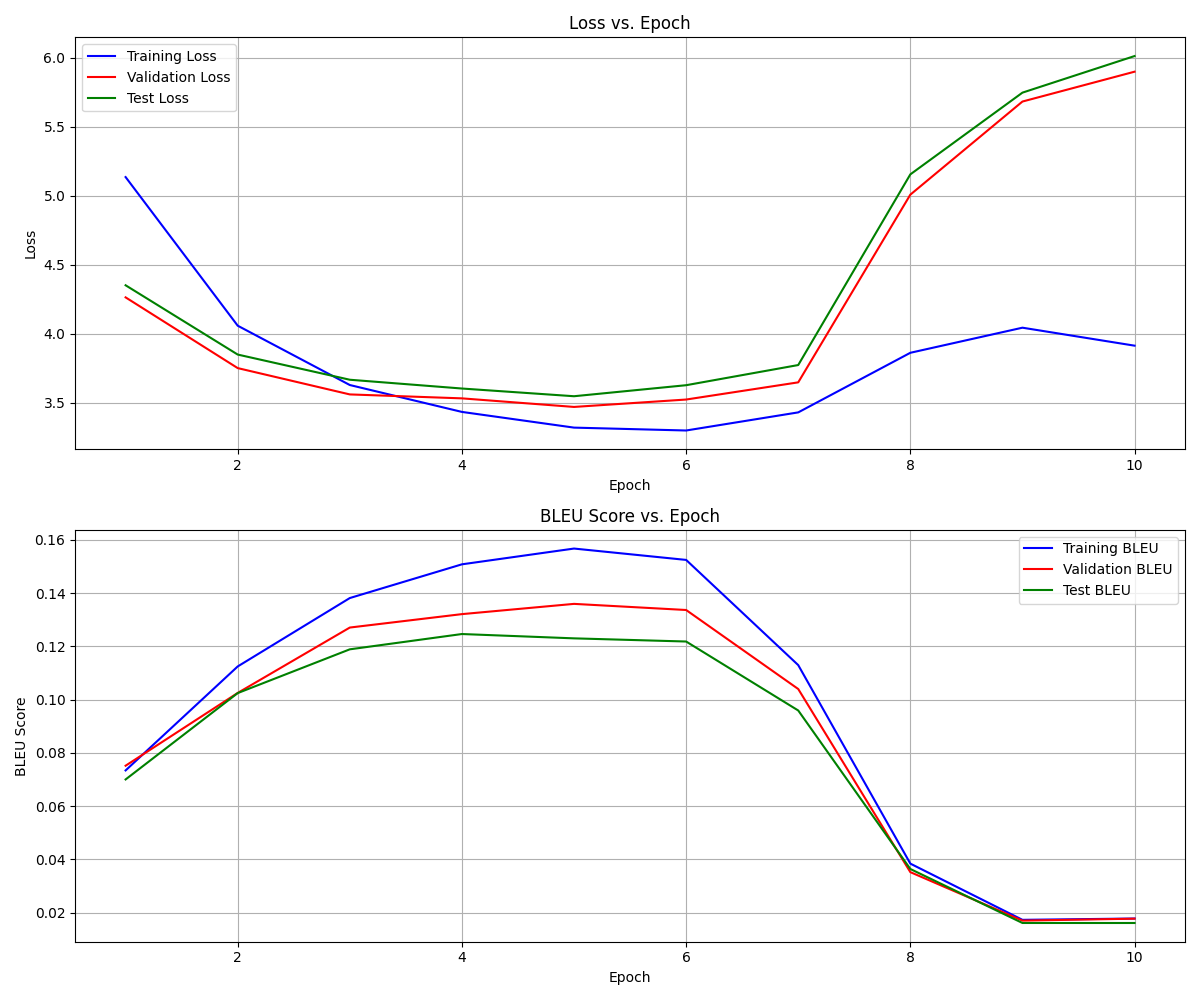 Loss vs. Epoch
Training Loss
Validation Loss
Test Loss
6.0
5.5
5.0
4.5
4.0
3.5
Loss
2 4 6 8 10
Epoch
BLEU Score vs. Epoch
Training BLEU
Validation BLEU
Test BLEU
0.16
0.14
0.12
0.10
0.08
0.06
0.04
0.02
BLEU Score
2 4 6 8 10
Epoch